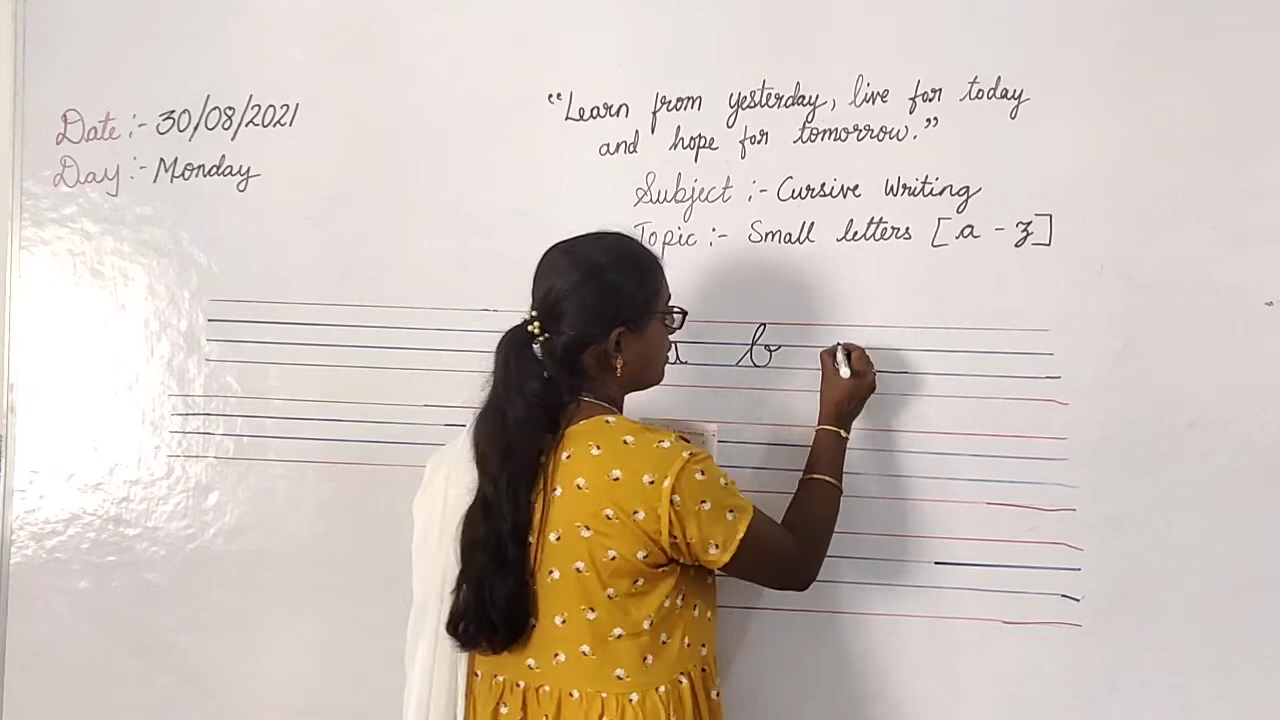 Date :- 30/08/2021
Day :- Monday
“Learn from yesterday, live for today
and hope for tomorrow.”
Subject :- Cursive Writing
Topic :- Small letters [a - z]
a b